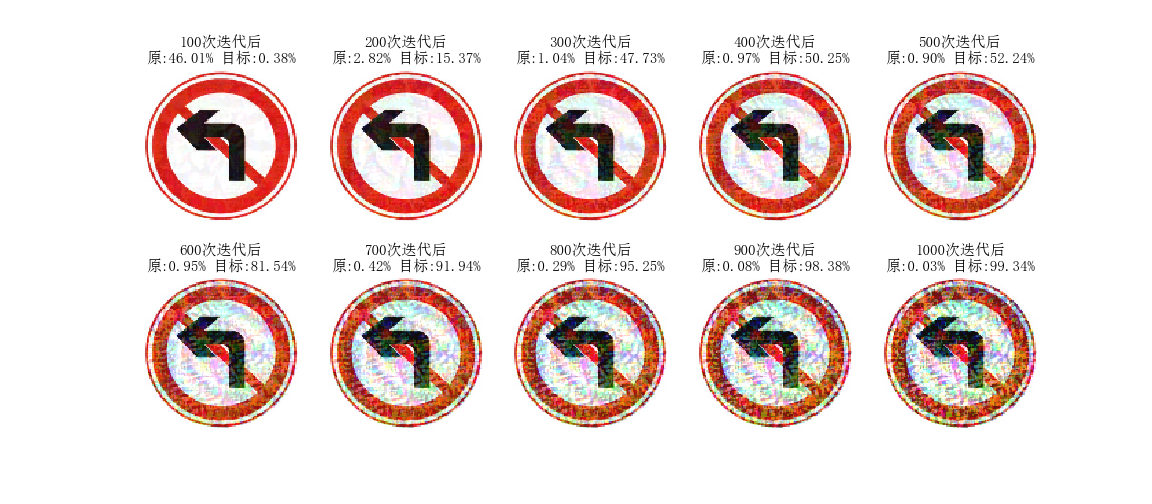 100次迭代后
原:46.01% 目标:0.38%
200次迭代后
原:2.82% 目标:15.37%
300次迭代后
原:1.04% 目标:47.73%
400次迭代后
原:0.97% 目标:50.25%
500次迭代后
原:0.90% 目标:52.24%
600次迭代后
原:0.95% 目标:81.54%
700次迭代后
原:0.42% 目标:91.94%
800次迭代后
原:0.29% 目标:95.25%
900次迭代后
原:0.08% 目标:98.38%
1000次迭代后
原:0.03% 目标:99.34%